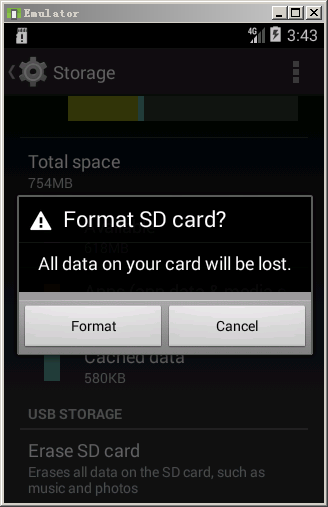 Emulator
4G 3:43
Storage
Total space
754MB
Format SD card?
All data on your card will be lost.
Format Cancel
Cached data
580KB
USB STORAGE
Erase SD card
Erases all data on the SD card, such as
music and photos